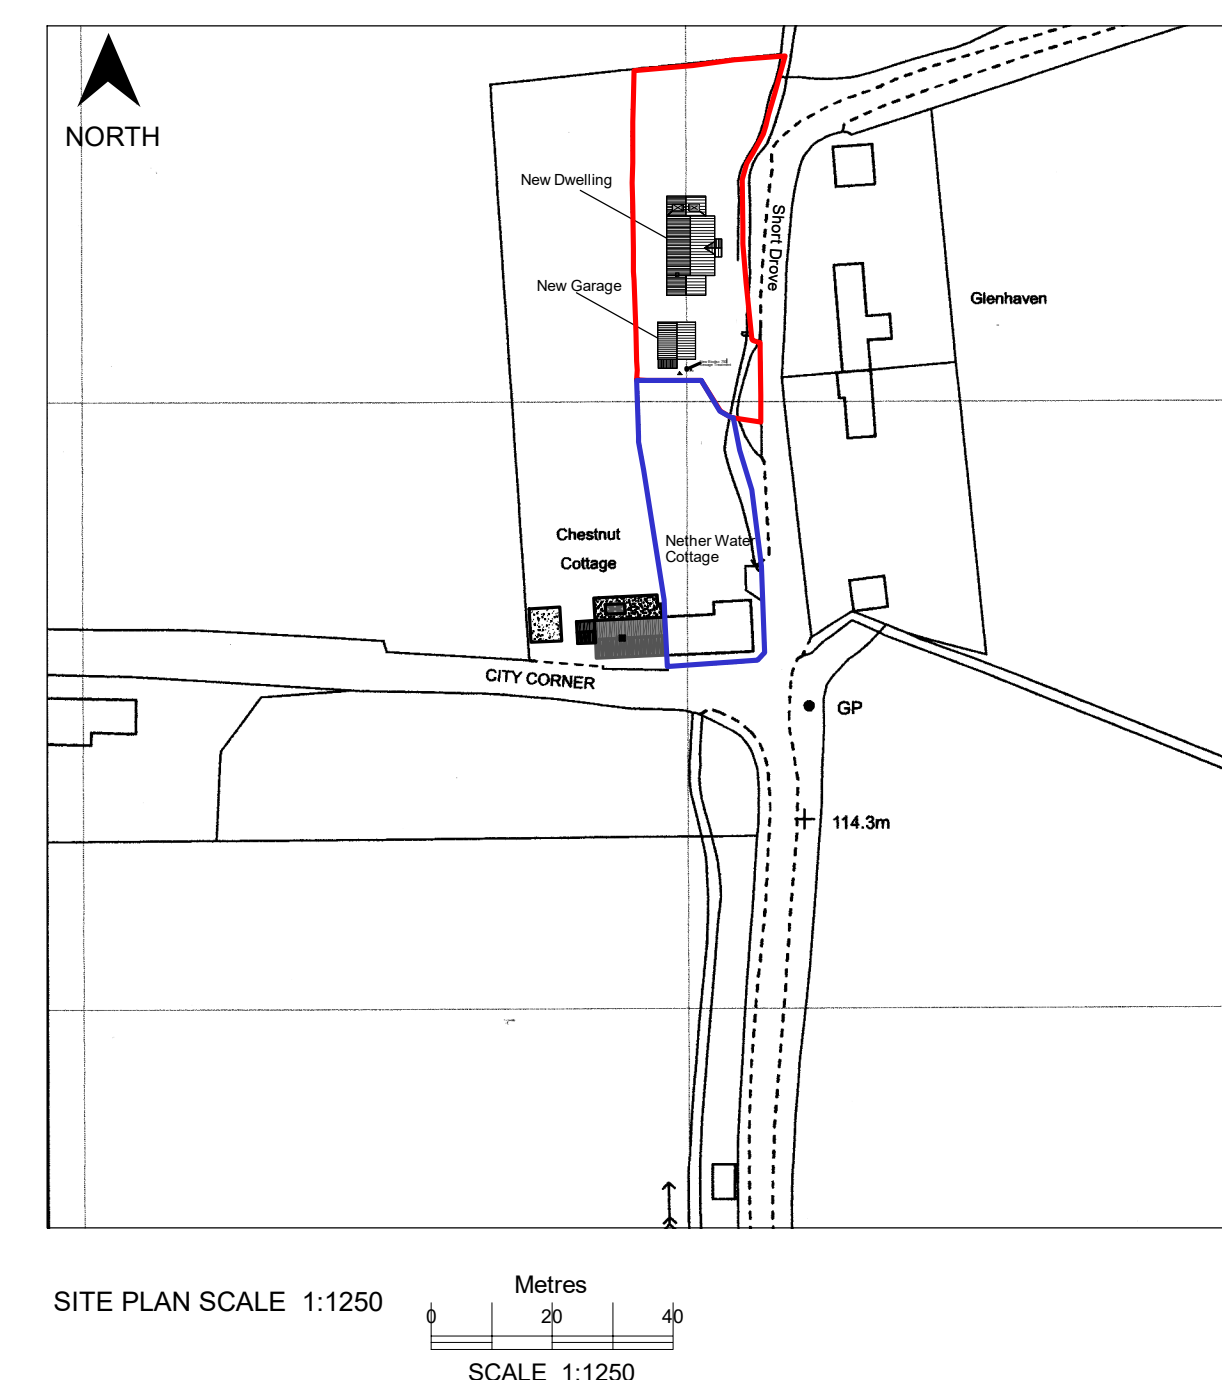 NORTH
New Dwelling
Short Drove
New Garage
Glenhaven
Chestnut
Cottage
Nether Water
Cottage
CITY CORNER
GP
114.3m
SITE PLAN SCALE 1:1250
Metres
0 20 40
SCALE 1:1250